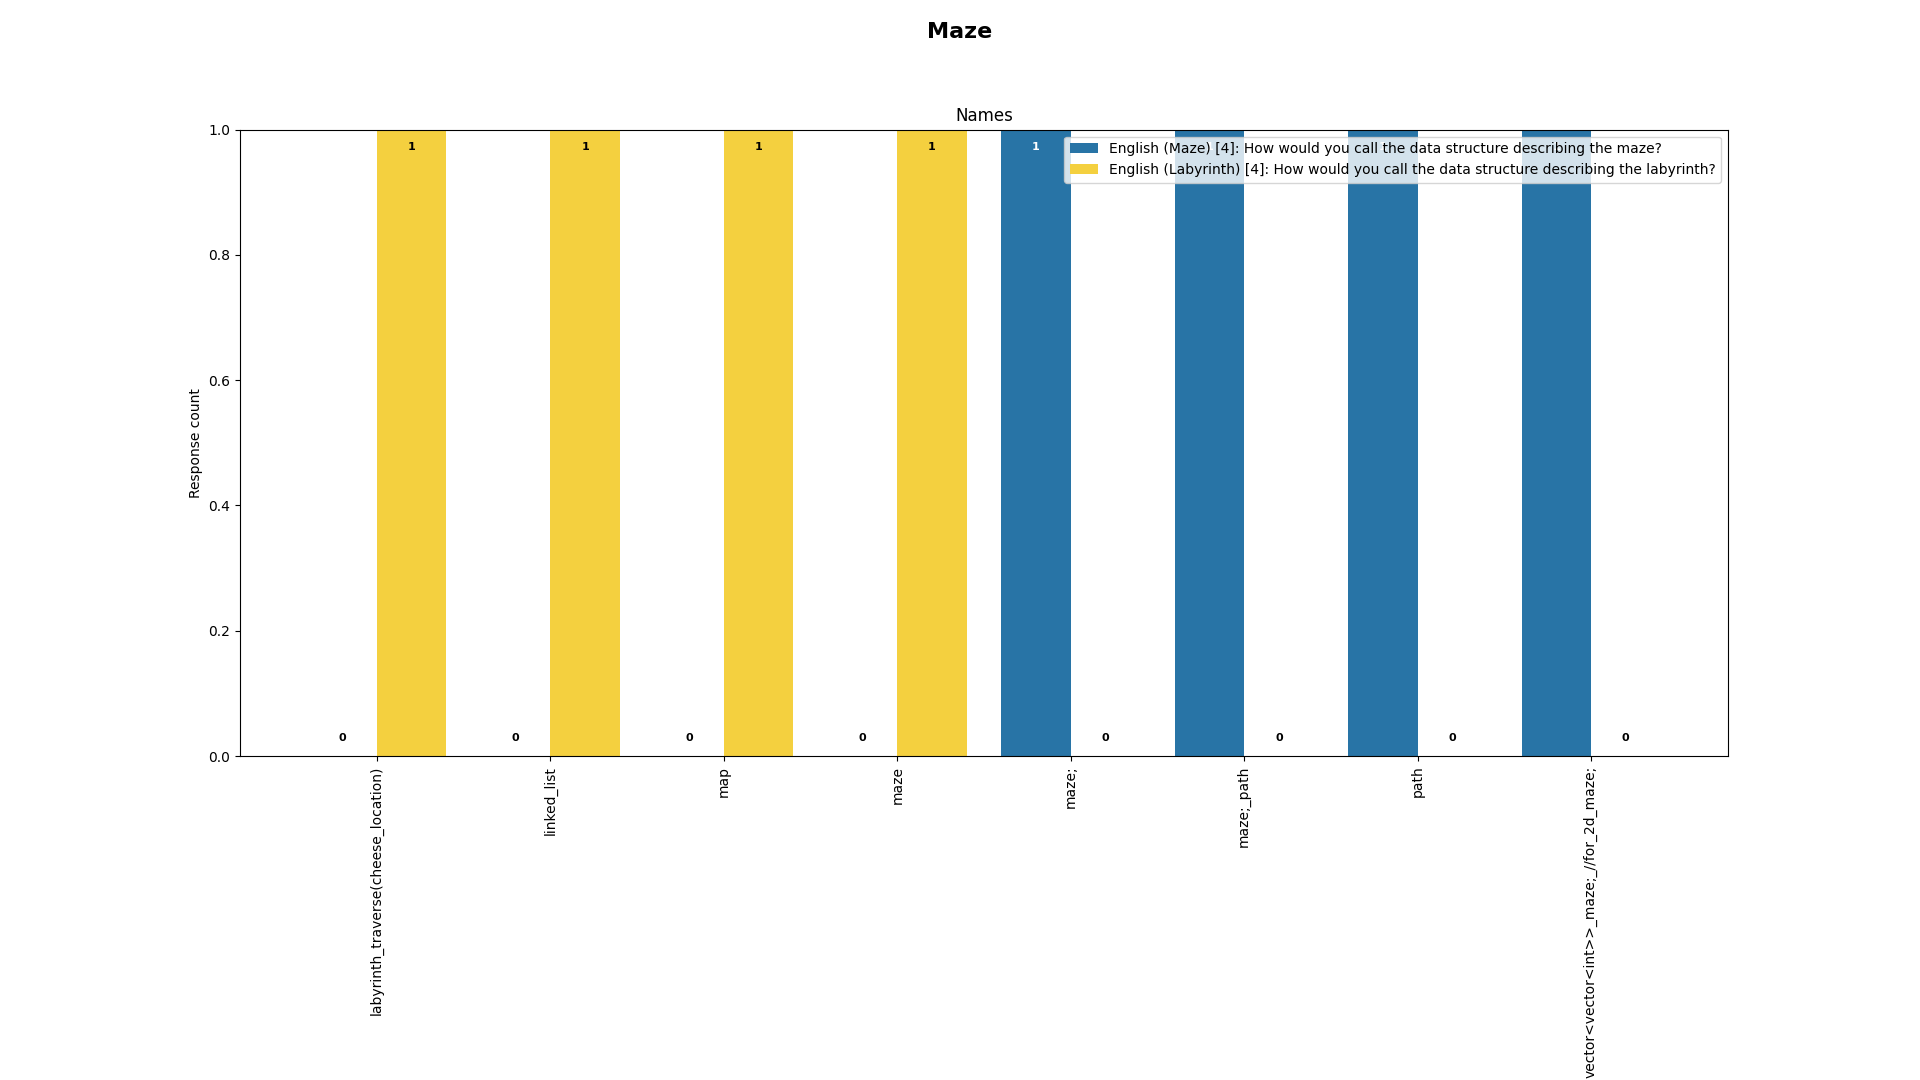 Maze
Names
English (Maze) [4]: How would you call the data structure describing the maze?
English (Labyrinth) [4]: How would you call the data structure describing the labyrinth?
Response count
1.0
0.8
0.6
0.4
0.2
0.0
1 1 1 1 1
0 0 0 0 0 0 0 0
labyrinth_traverse(cheese_location)
linked_list
map
maze
maze;
maze;_path
path
vector<vector<int>>_maze;_//for_2d_maze;